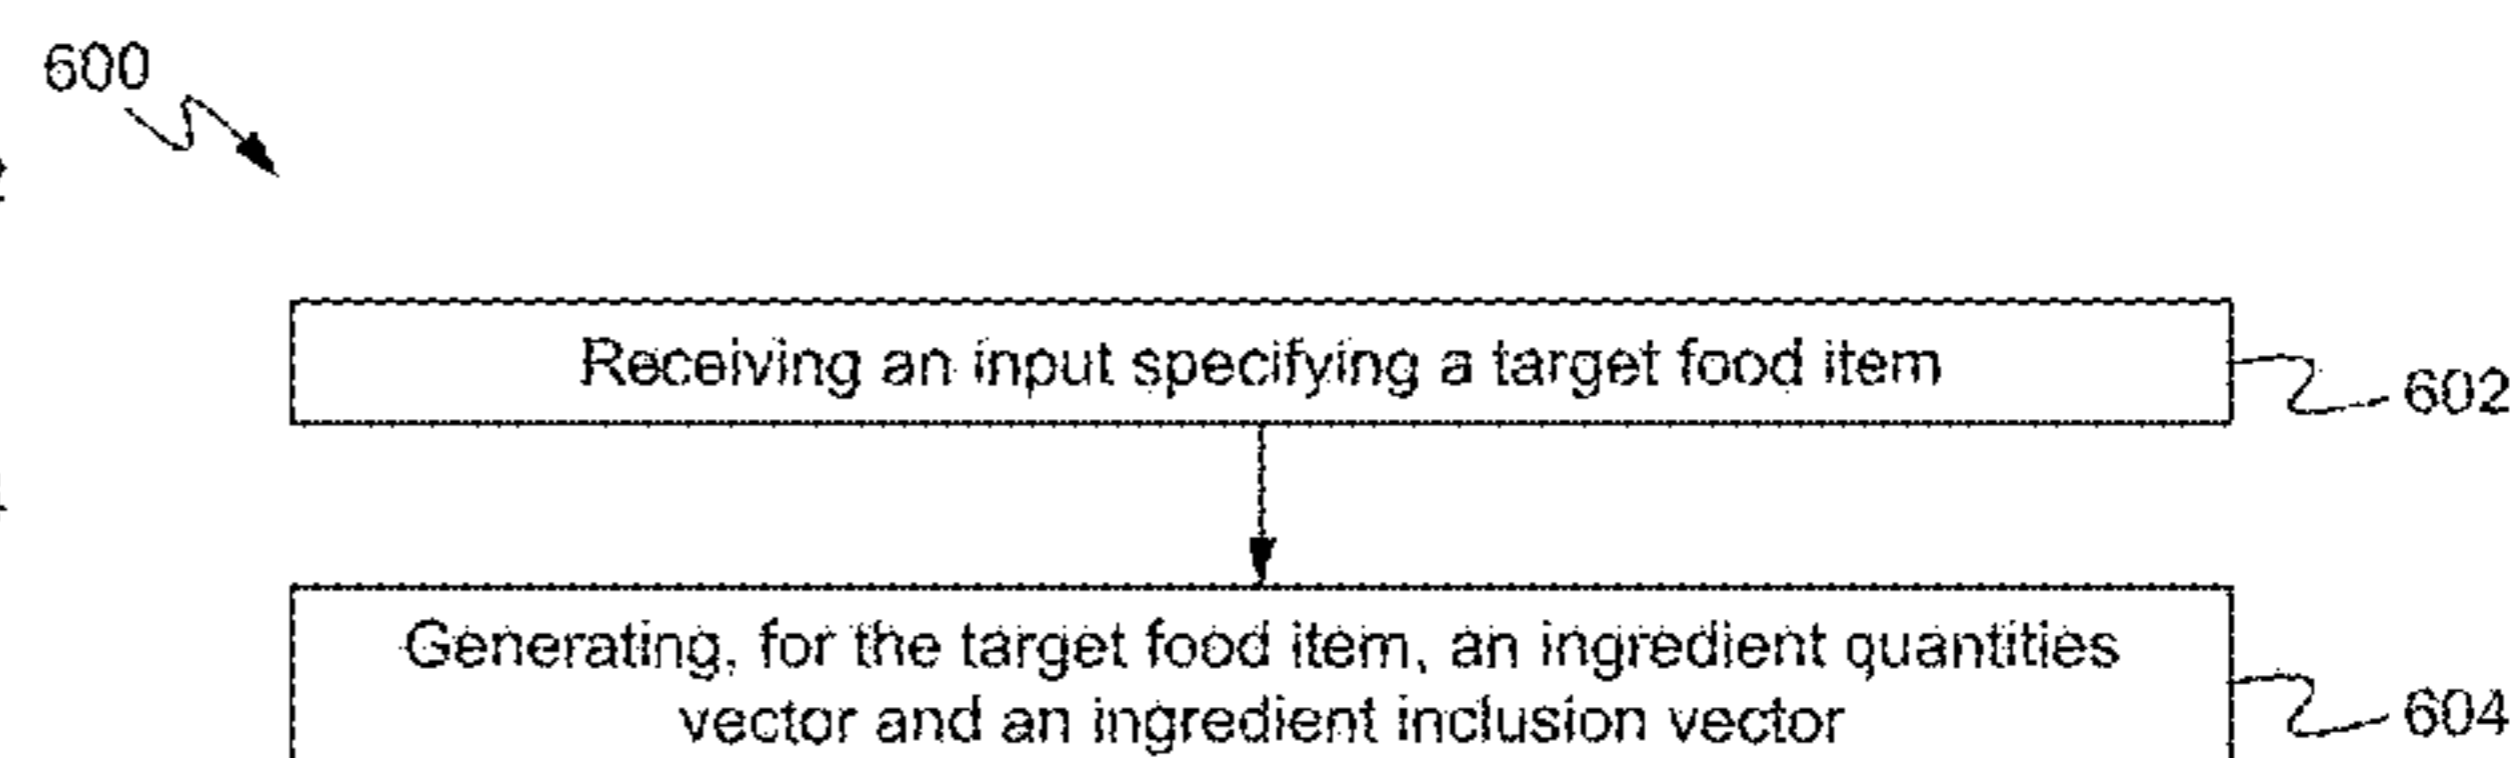 600
Receiving an input specifying a target food item
602
Generating, for the target food item, an ingredient quantities
vector and an ingredient inclusion vector
604